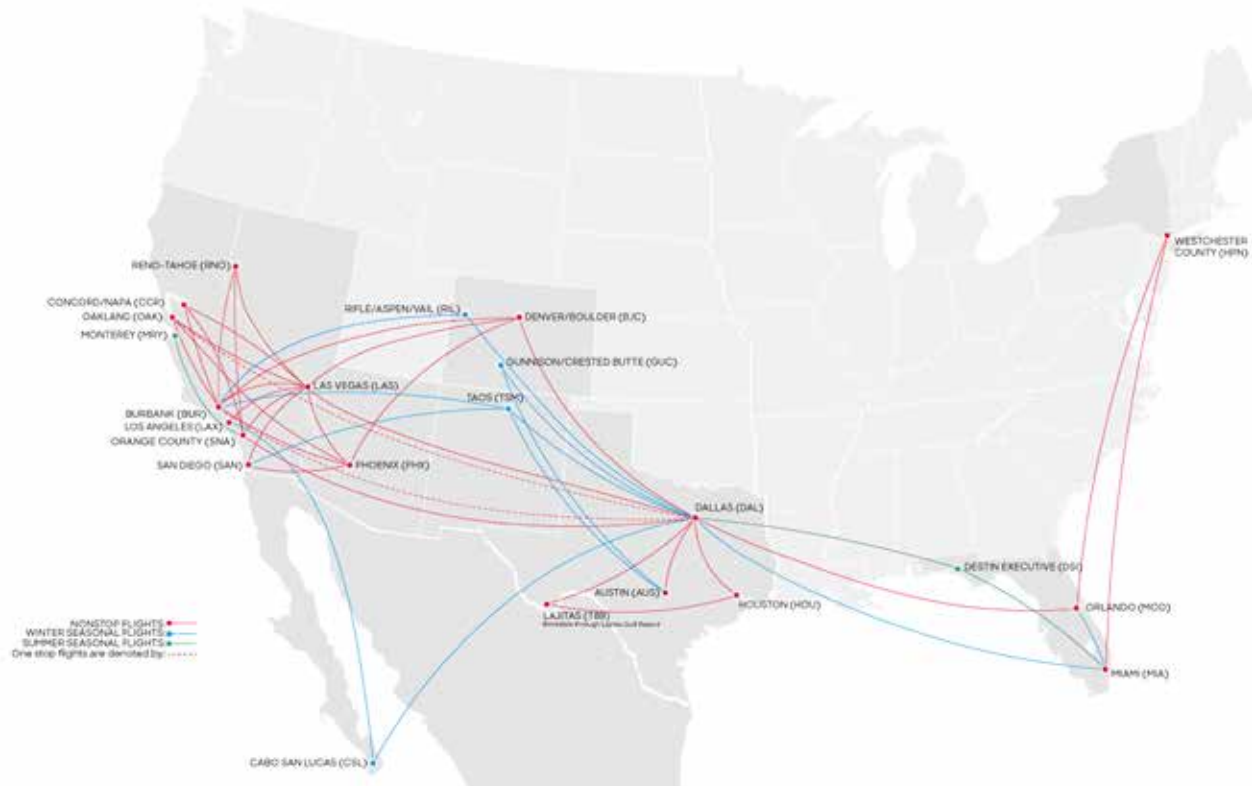 WESTCHESTER
COUNTY (HPN)
RENO-TAHOE (RNO)
CONCORD/NAPA (CCR)
OAKLAND (OAK)
MONTEREY (MRY)
RIFLE/ASPEN/VAIL (RIL)
DENVER/BOULDER (BJC)
GUNNISON/CRESTED BUTTE (GUC)
LAS VEGAS (LAS)
TAOS (TSM)
BURBANK (BUR)
LOS ANGELES (LAX)
ORANGE COUNTY (SNA)
SAN DIEGO (SAN)
PHOENIX (PHX)
DALLAS (DAL)
DESTIN EXECUTIVE (DSI)
AUSTIN (AUS)
HOUSTON (HOU)
ORLANDO (MCO)
LAJITAS (T89)
NONSTOP FLIGHTS
WINTER SEASONAL FLIGHTS
SUMMER SEASONAL FLIGHTS
One stop flights are denoted by:
MIAMI (MIA)
CABO SAN LUCAS (CSL)